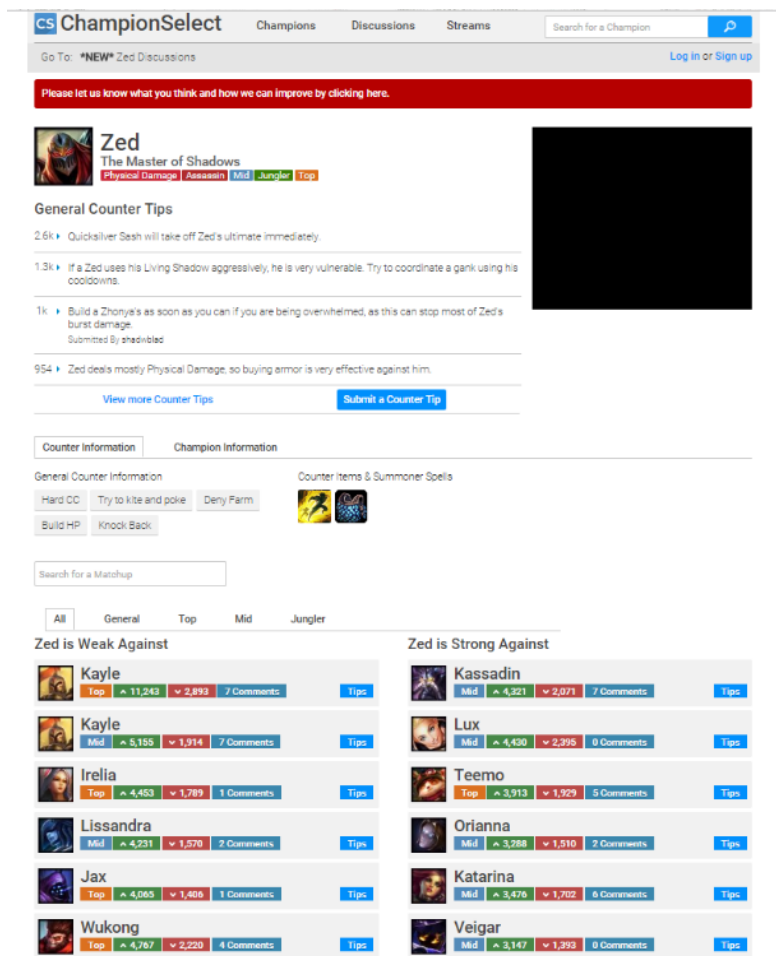 CS ChampionSelect Champions Discussions Streams Search for a Champion
Go To: *NEW* Zed Discussions Log in or Sign up
Please let us know what you think and how we can improve by clicking here.
Zed
The Master of Shadows
Physical Damage Assassin Mid Jungler Top
General Counter Tips
2.6k Quicksilver Sash will take off Zed's ultimate immediately.
1.3k If a Zed uses his Living Shadow aggressively, he is very vulnerable. Try to coordinate a gank using his
cooldowns.
1k Build a Zhonya's as soon as you can if you are being overwhelmed, as this can stop most of Zed's
burst damage.
Submitted By shadwblad
954 Zed deals mostly Physical Damage, so buying armor is very effective against him.
View more Counter Tips Submit a Counter Tip
Counter Information Champion Information
General Counter Information Counter Items & Summoner Spells
Hard CC Try to kite and poke Deny Farm
Build HP Knock Back
Search for a Matchup
All General Top Mid Jungler
Zed is Weak Against Zed is Strong Against
Kayle Kassadin
Top 11,243 2,893 7 Comments Tips Mid 4,321 2,071 7 Comments Tips
Kayle Lux
Mid 5,155 1,914 7 Comments Tips Mid 4,430 2,395 0 Comments Tips
Irelia Teemo
Top 4,453 1,789 1 Comments Tips Top 3,913 1,929 5 Comments Tips
Lissandra Orianna
Mid 4,231 1,570 2 Comments Tips Mid 3,288 1,510 2 Comments Tips
Jax Katarina
Top 4,065 1,406 1 Comments Tips Mid 3,476 1,702 6 Comments Tips
Wukong Veigar
Top 4,767 2,220 4 Comments Tips Mid 3,147 1,393 0 Comments Tips